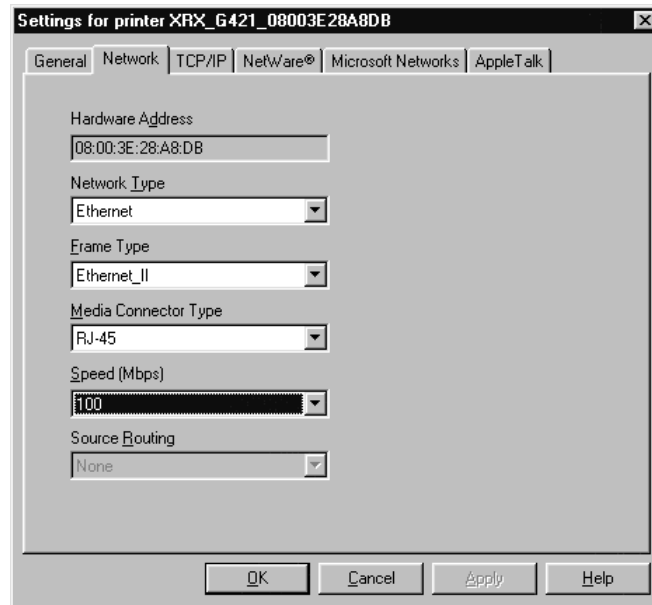 Settings for printer XRX_G421_08003E28A8DB
General Network TCP/IP NetWare® Microsoft Networks AppleTalk
Hardware Address
08:00:3E:28:A8:DB
Network Type
Ethernet
Frame Type
Ethernet_II
Media Connector Type
RJ-45
Speed (Mbps)
100
Source Routing
None
OK Cancel Apply Help